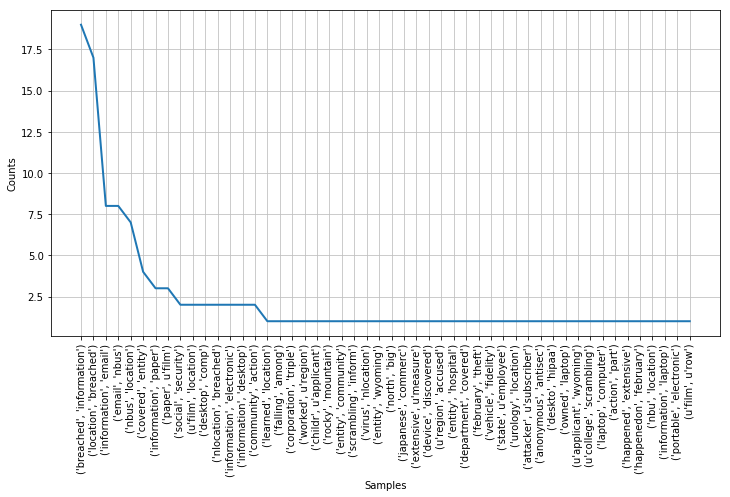 17.5
15.0
12.5
10.0
7.5
5.0
2.5
Counts
('breached', 'information')
('location', 'breached')
('information', 'email')
('email', 'nbus')
('nbus', 'location')
('covered', 'entity')
('information', 'paper')
('paper', u'film')
('social', 'security')
(u'film', 'location')
('desktop', 'comp')
('nlocation', 'breached')
('information', 'electronic')
('information', 'desktop')
('community', 'action')
('learned', 'location')
('failing', 'among')
('corporation', 'triple')
('worked', u'region')
('childr', u'applicant')
('rocky', 'mountain')
('entity', 'community')
('scrambling', 'inform')
('virus', 'nlocation')
('entity', 'wyoming')
('north', 'big')
('japanese', 'commerc')
('extensive', u'measure')
('device', 'discovered')
(u'region', 'accused')
('entity', 'hospital')
('department', 'covered')
('february', 'theft')
('vehicle', 'fidelity')
('state', u'employee')
('urology', 'location')
('attacker', u'subscriber')
('anonymous', 'antisec')
('deskto', 'hipaa')
('owned', 'laptop')
(u'applicant', 'wyoming')
(u'college', 'scrambling')
('laptop', 'computer')
('action', 'part')
('happened', 'extensive')
('happenedon', 'february')
('nbu', 'location')
('information', 'laptop')
('portable', 'electronic')
(u'film', u'row')
Samples